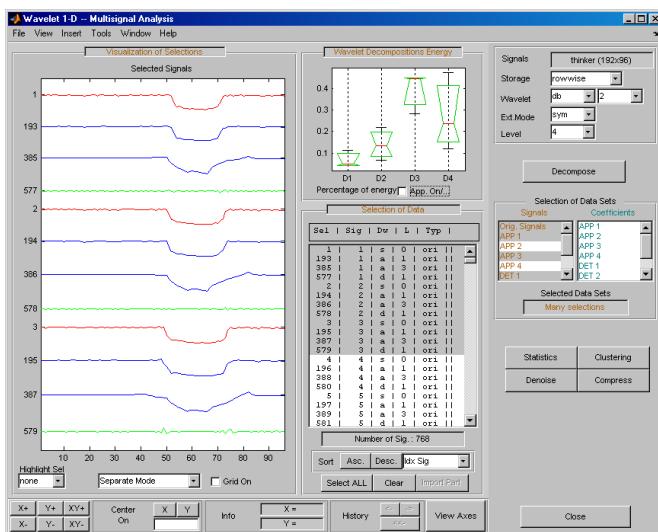 Wavelet 1-D -- Multisignal Analysis
File View Insert Tools Window Help
Visualization of Selections
Selected Signals
1
193
385
577
2
194
386
578
3
195
387
579
10 20 30 40 50 60 70 80 90
Highlight Sel
none
Separate Mode
Grid On
Wavelet Decompositions Energy
0.4
0.3
0.2
0.1
D1 D2 D3 D4
Percentage of energy
App. On/...
Selection of Data
Sel | Sig | Dw | L | Typ |
1 | 1 | s | 0 | ori ||
193 | 1 | a | 1 | ori ||
385 | 1 | a | 3 | ori ||
577 | 1 | d | 1 | ori ||
2 | 2 | s | 0 | ori ||
194 | 2 | a | 1 | ori ||
386 | 2 | a | 3 | ori ||
578 | 2 | d | 1 | ori ||
3 | 3 | s | 0 | ori ||
195 | 3 | a | 1 | ori ||
387 | 3 | a | 3 | ori ||
579 | 3 | d | 1 | ori ||
4 | 4 | s | 0 | ori ||
196 | 4 | a | 1 | ori ||
388 | 4 | a | 3 | ori ||
580 | 4 | d | 1 | ori ||
5 | 5 | s | 0 | ori ||
197 | 5 | a | 1 | ori ||
389 | 5 | a | 3 | ori ||
581 | 5 | d | 1 | ori ||
Number of Sig. : 768
Sort Asc. Desc. Idx Sig
Select ALL Clear Import Part.
Signals thinker (192x96)
Storage rowwise
Wavelet db 2
Ext.Mode sym
Level 4
Decompose
Selection of Data Sets
Signals
Orig. Signals
APP 1
APP 2
APP 3
APP 4
DET 1
Coefficients
APP 1
APP 2
APP 3
APP 4
DET 1
DET 2
Selected Data Sets
Many selections
Statistics Clustering
Denoise Compress
X+ Y+ XY+
X- Y- XY-
Center On X Y
Info X =
Y =
History <- ->
<<-
View Axes
Close